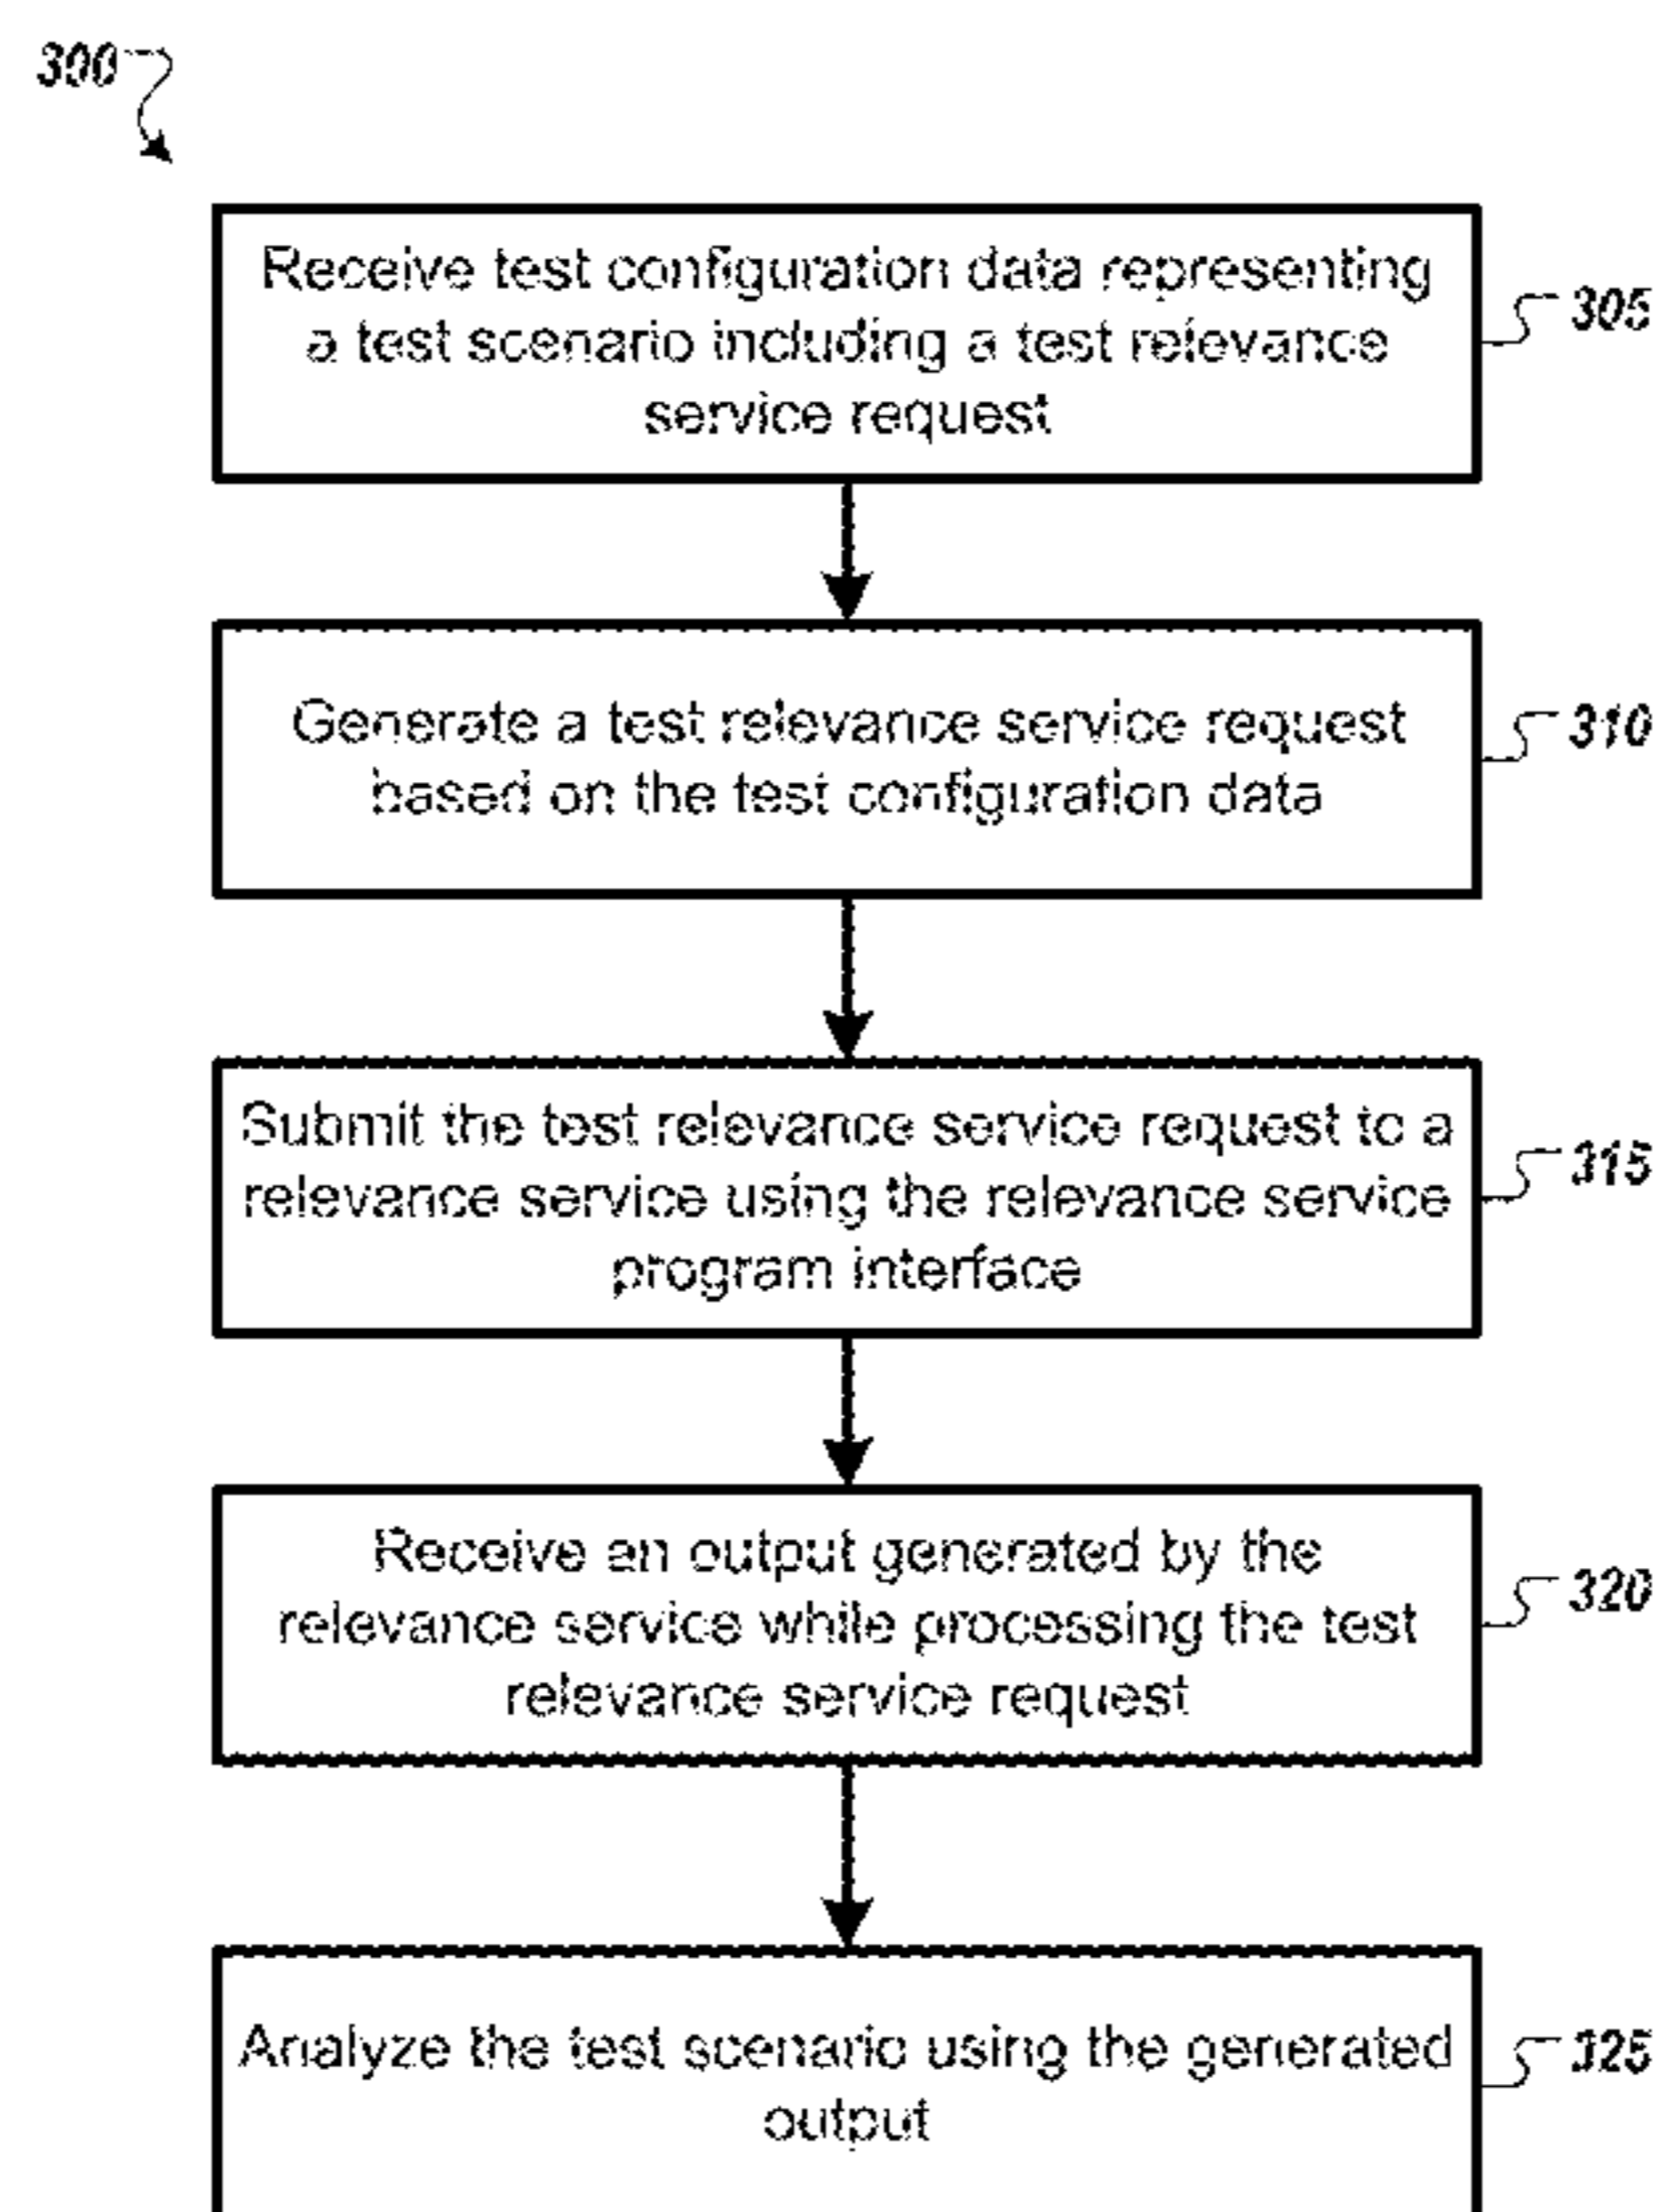 300
Receive test configuration data representing
a test scenario including a test relevance
service request
305
Generate a test relevance service request
based on the test configuration data
310
Submit the test relevance service request to a
relevance service using the relevance service
program interface
315
Receive an output generated by the
relevance service while processing the test
relevance service request
320
Analyze the test scenario using the generated
output
325